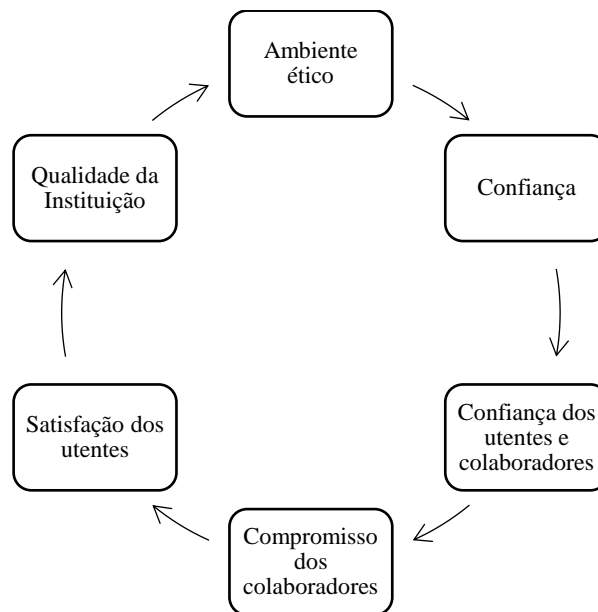 Ambiente
ético
Confiança
Confiança dos
utentes e
colaboradores
Compromisso
dos
colaboradores
Satisfação dos
utentes
Qualidade da
Instituição